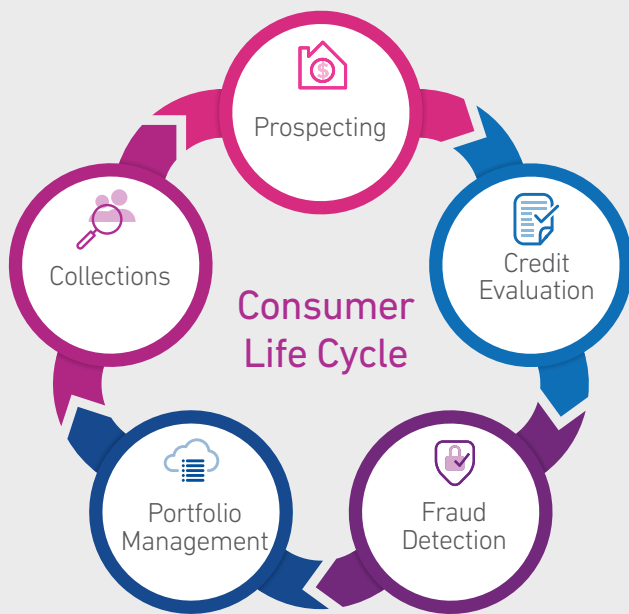 Prospecting
Credit
Evaluation
Fraud
Detection
Portfolio
Management
Collections
Consumer
Life Cycle